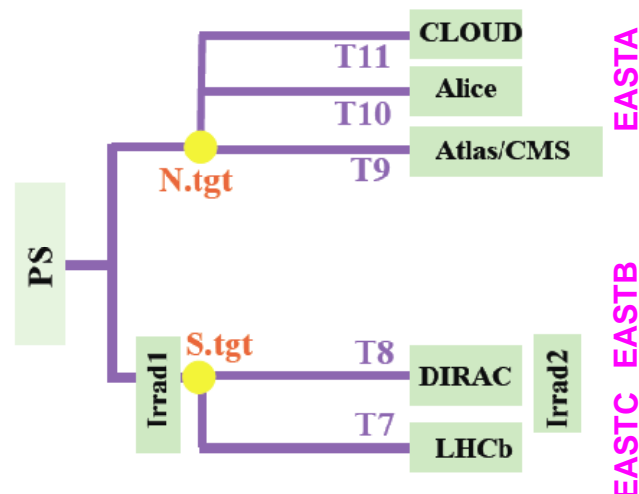 CLOUD
T11
Alice
T10
Atlas/CMS
T9
N.tgt
EASTA
PS
Irrad1
S.tgt
T8
DIRAC
Irrad2
EASTB
T7
LHCb
EASTC